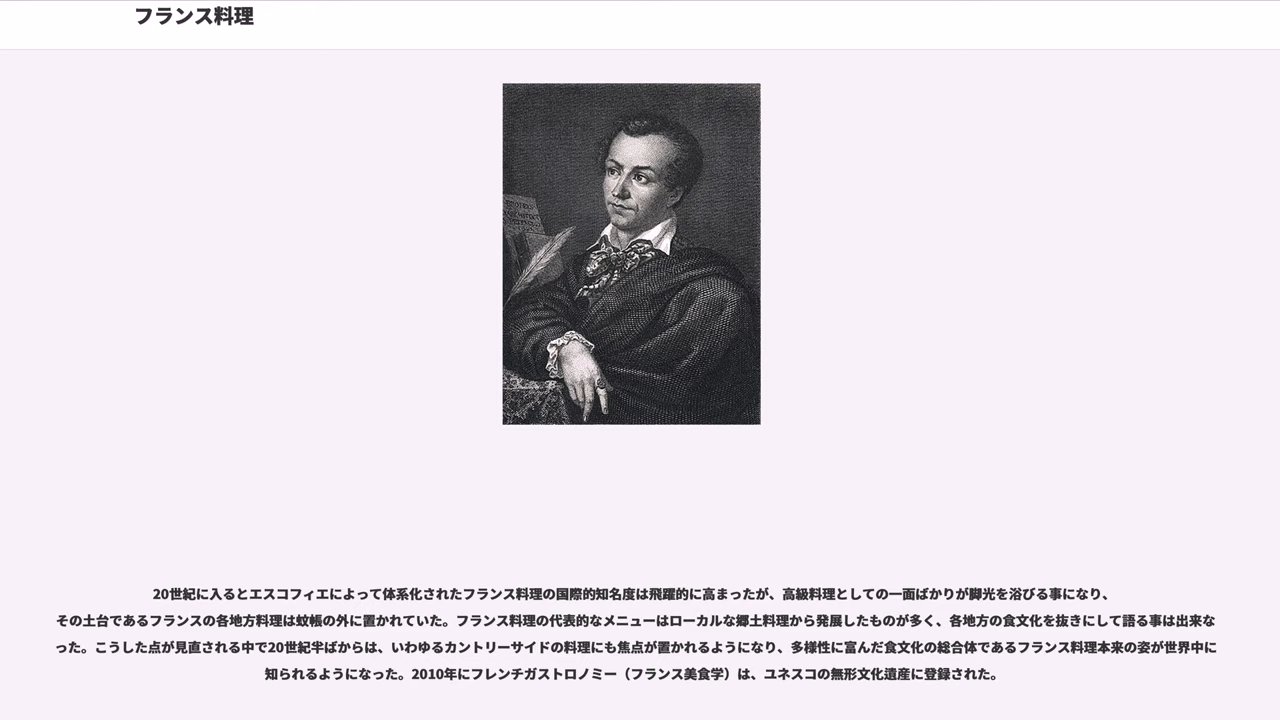 フランス料理
20世紀に入るとエスコフィエによって体系化されたフランス料理の国際的知名度は飛躍的に高まったが、高級料理としての一面ばかりが脚光を浴びる事になり、
その土台であるフランスの各地方料理は蚊帳の外に置かれていた。フランス料理の代表的なメニューはローカルな郷土料理から発展したものが多く、各地方の食文化を抜きにして語る事は出来な
った。こうした点が見直される中で20世紀半ばからは、いわゆるカントリーサイドの料理にも焦点が置かれるようになり、多様性に富んだ食文化の総合体であるフランス料理本来の姿が世界中に
知られるようになった。2010年にフレンチガストロノミー（フランス美食学）は、ユネスコの無形文化遺産に登録された。